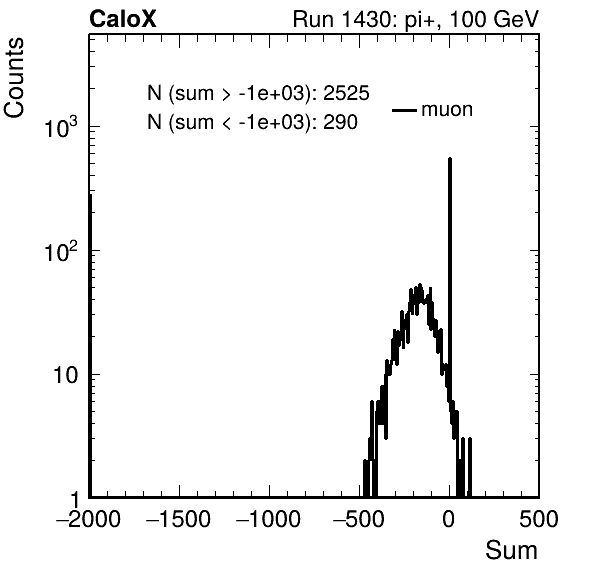 CaloX Run 1430: pi+, 100 GeV
Counts
N (sum > -1e+03): 2525
N (sum < -1e+03): 290
muon
10³
10²
10
1
−2000 −1500 −1000 −500 0 500
Sum